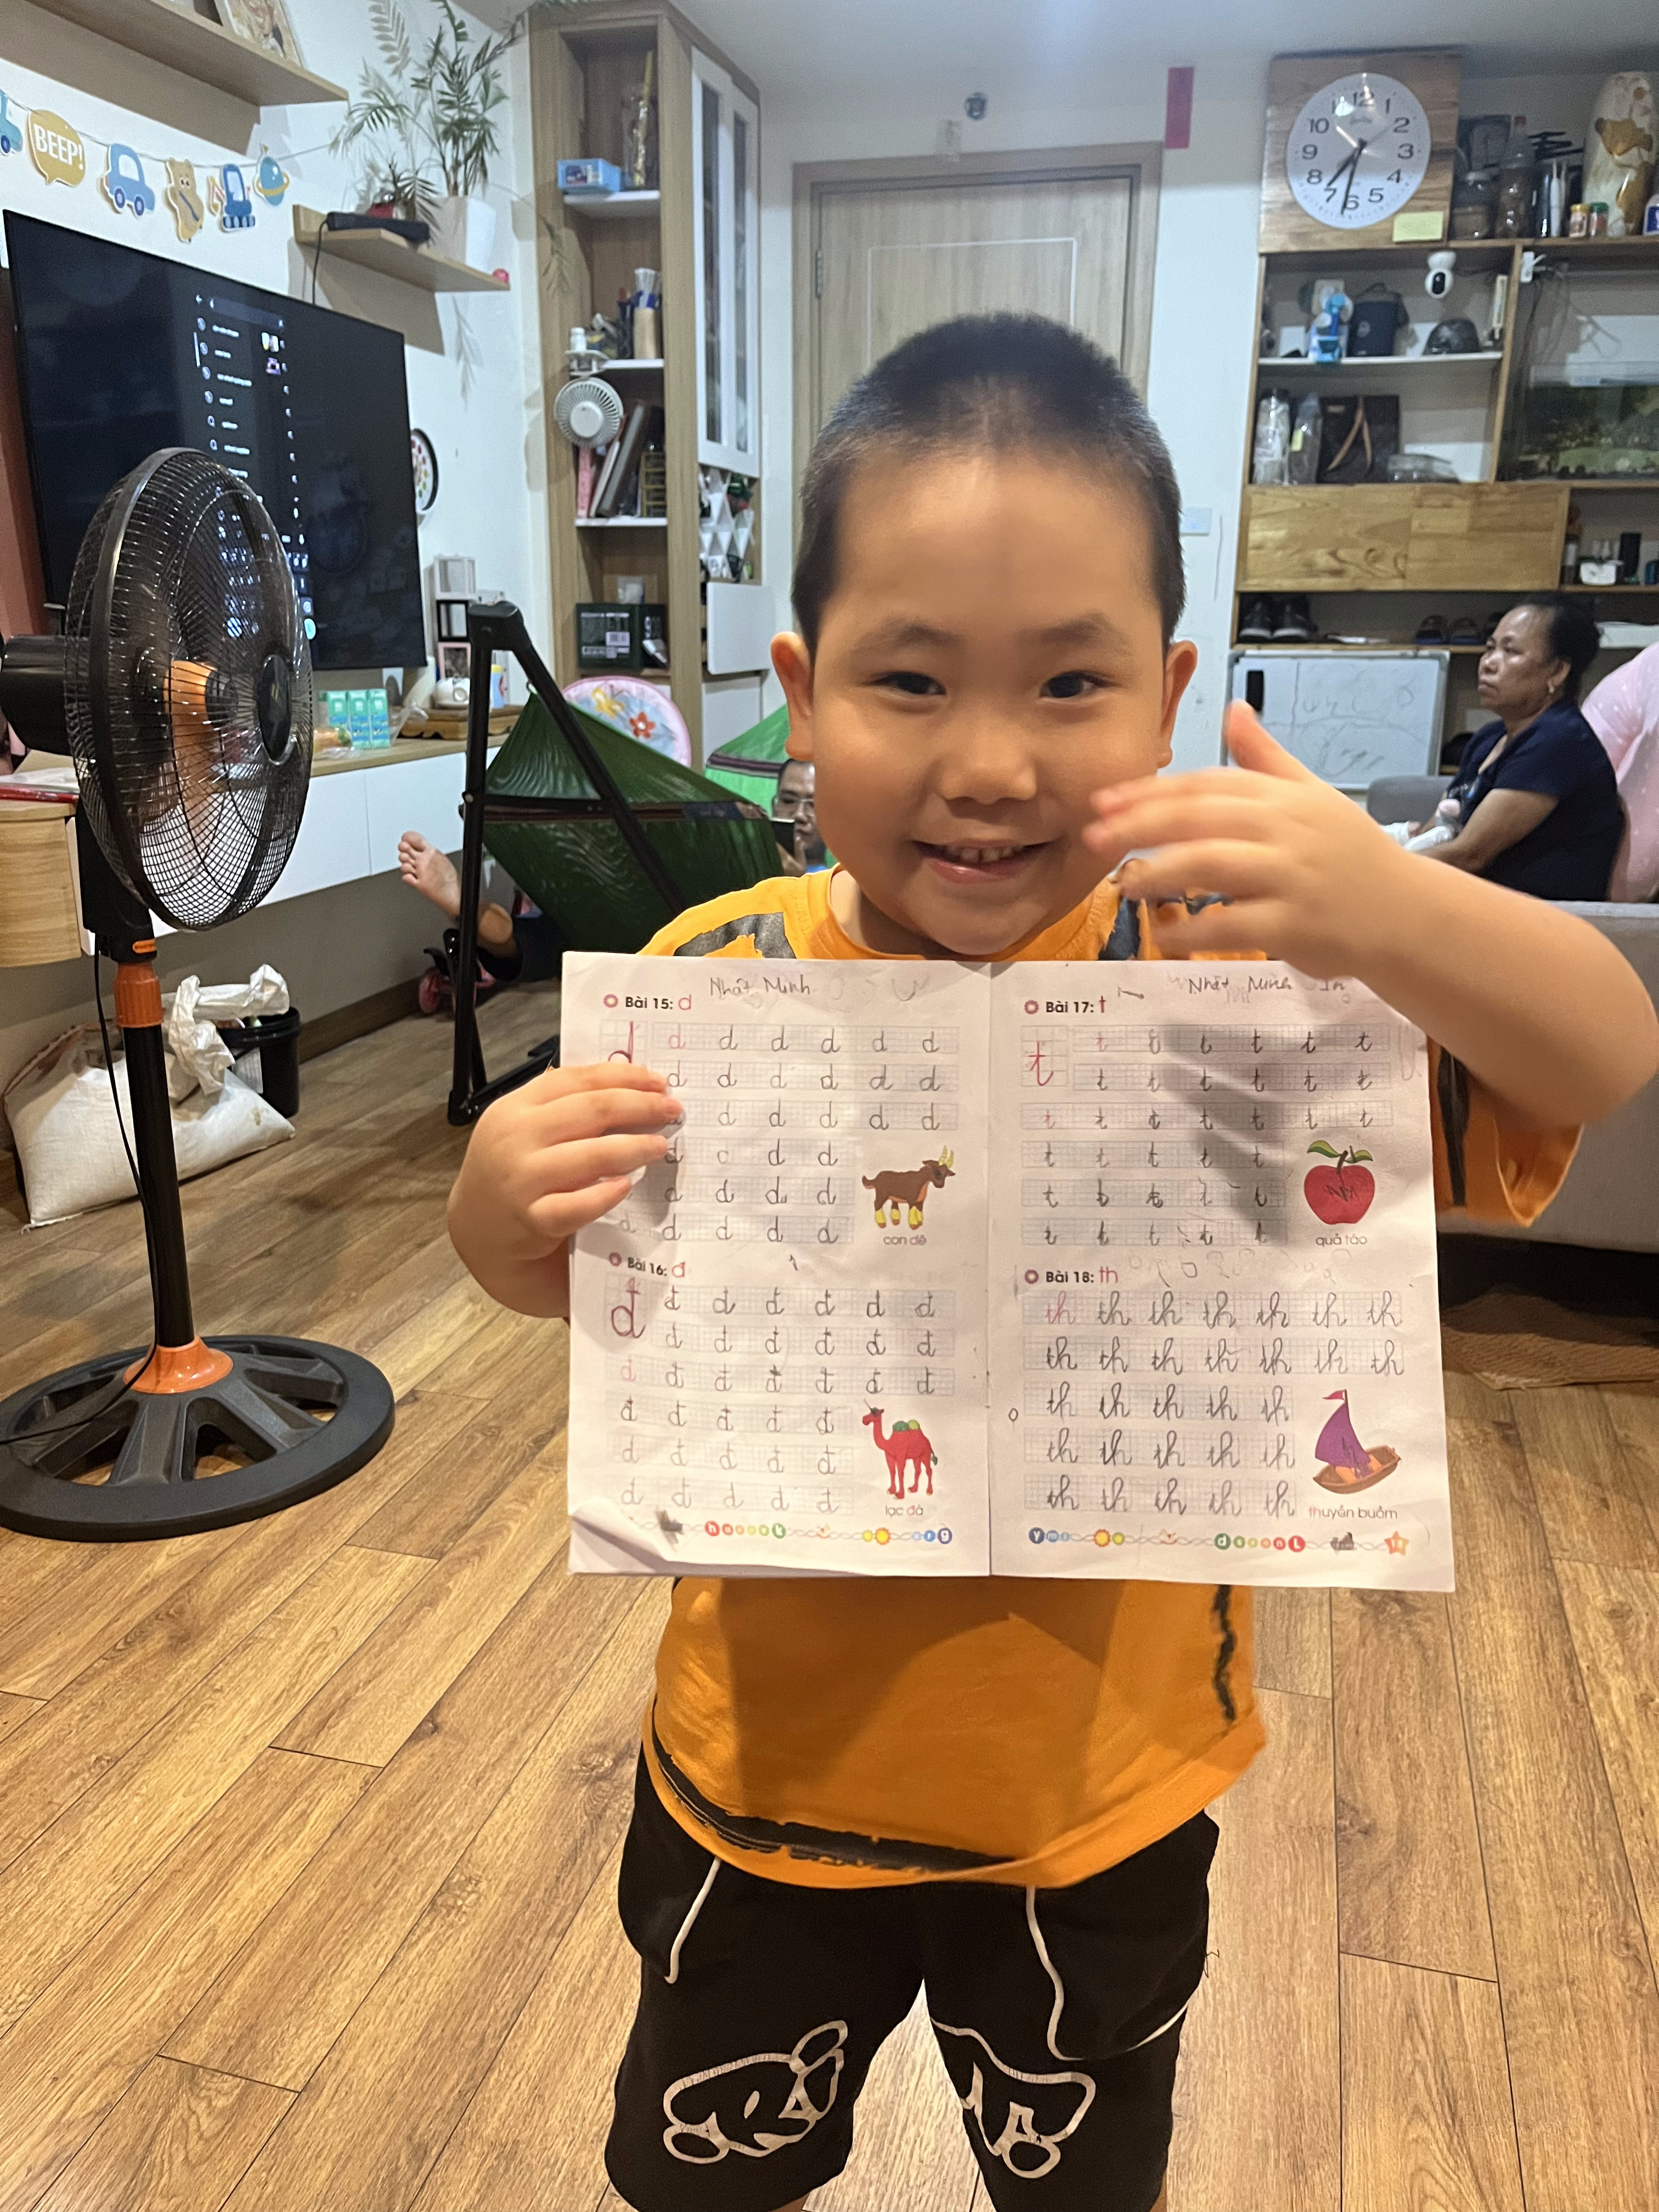 BEEP!
10 12 1 2 3 4 5 6 7 8 9
Nhất Minh
Bài 15: d
d d d d d d d
d d d d d d
d d d d d
d d d d
d d d d
d d d d d
con dê
Bài 16: đ
đ đ đ đ đ đ đ
đ đ đ đ đ đ
đ đ đ đ đ đ đ
đ đ đ đ đ
đ đ đ đ đ
đ đ đ đ đ
lạc đà
Nhất Minh
Bài 17: t
t t t t t t t
t t t t t t
t t t t t t t
t t t t t
t t t t t
t t t t t
quả táo
Bài 18: th
th th th th th th th
th th th th th th th
th th th th th
th th th th th
th th th th th
thuyền buồm